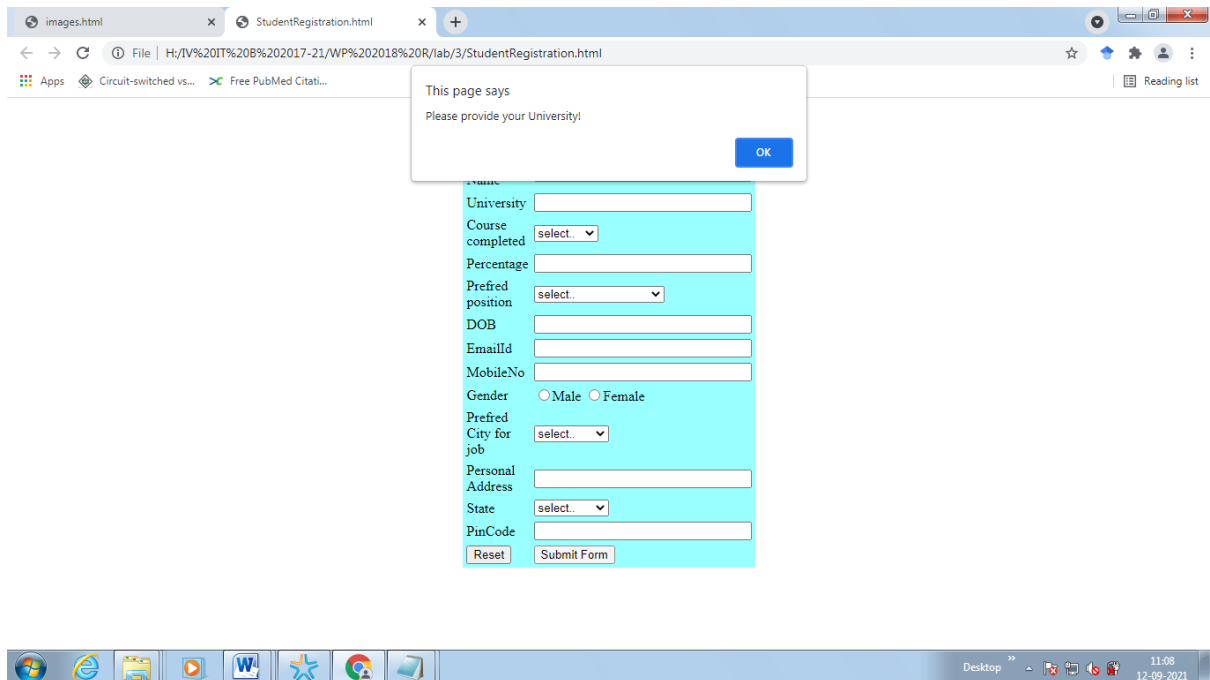 images.html
StudentRegistration.html
File | H:/IV%20IT%20B%202017-21/WP%202018%20R/lab/3/StudentRegistration.html
Apps
Circuit-switched vs...
Free PubMed Citati...
Reading list
This page says
Please provide your University!
OK
Name
University
Course
completed
select..
Percentage
Prefred
position
select..
DOB
EmailId
MobileNo
Gender
Male
Female
Prefred
City for
job
select..
Personal
Address
State
select..
PinCode
Reset
Submit Form
Desktop
11:08
12-09-2021